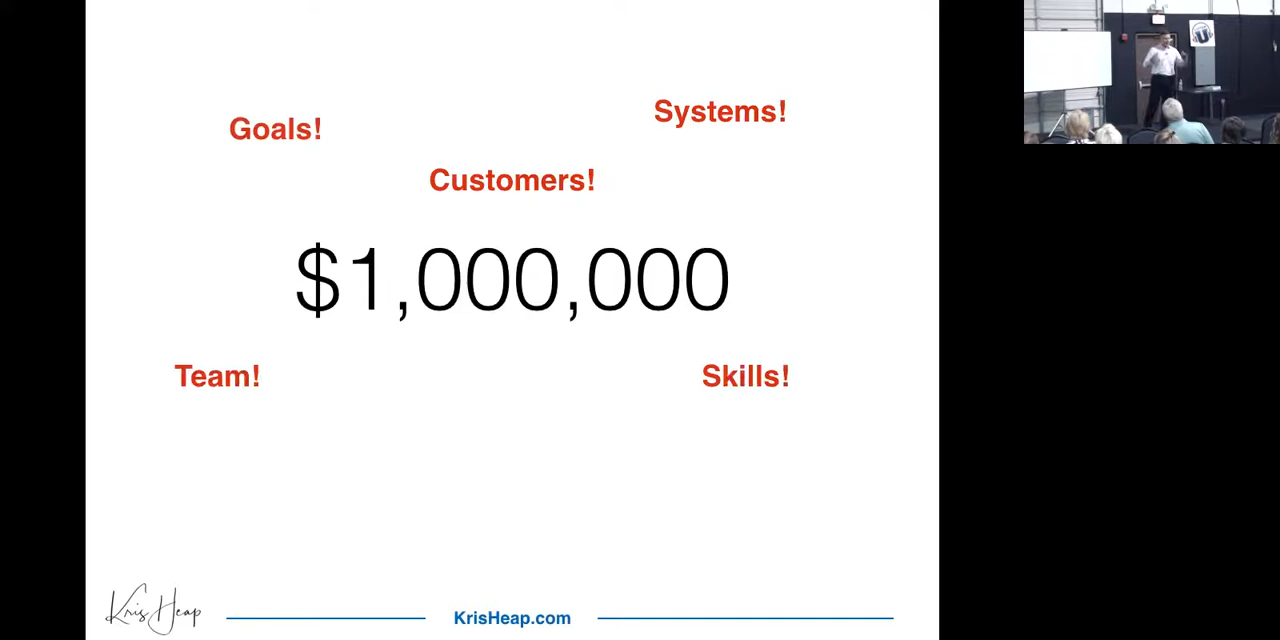 Systems!
Goals!
Customers!
$1,000,000
Team!
Skills!
Kris Heap
KrisHeap.com
U